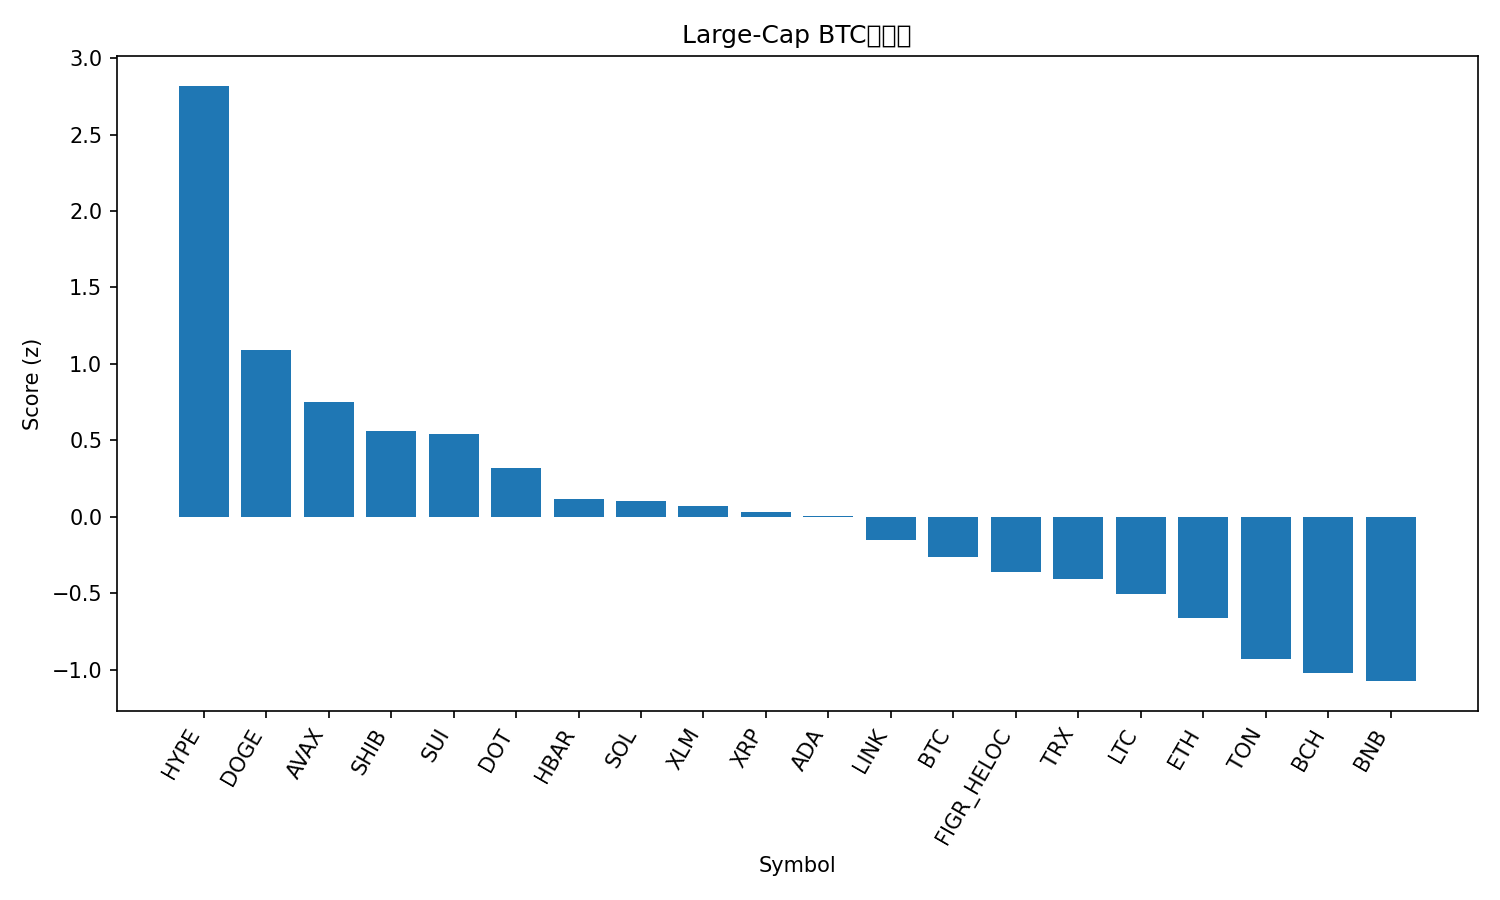 Large-Cap BTC
3.0
2.5
2.0
1.5
1.0
0.5
0.0
−0.5
−1.0
Score (z)
HYPE
DOGE
AVAX
SHIB
SUI
DOT
HBAR
SOL
XLM
XRP
ADA
LINK
BTC
FIGR_HELOC
TRX
LTC
ETH
TON
BCH
BNB
Symbol